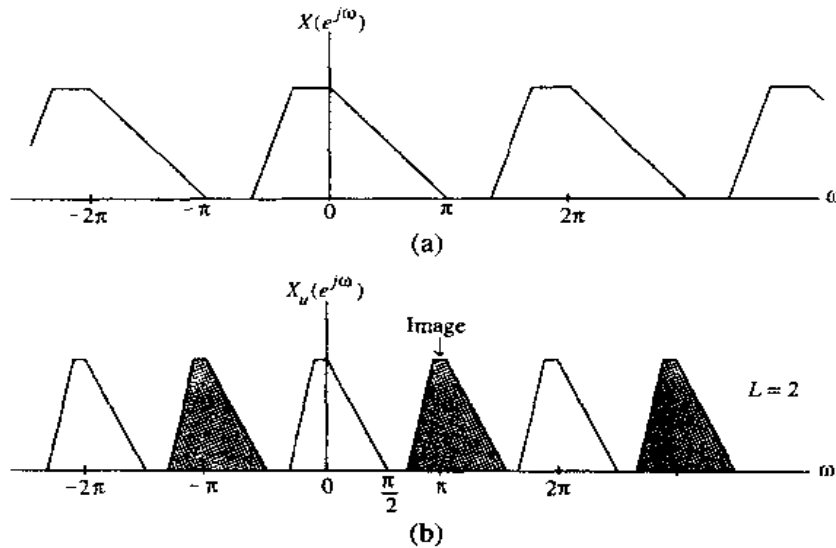 X(e^{jω})
-2π -π 0 π 2π ω
(a)
X_u(e^{jω})
Image
L = 2
-2π -π 0 π/2 π 2π ω
(b)